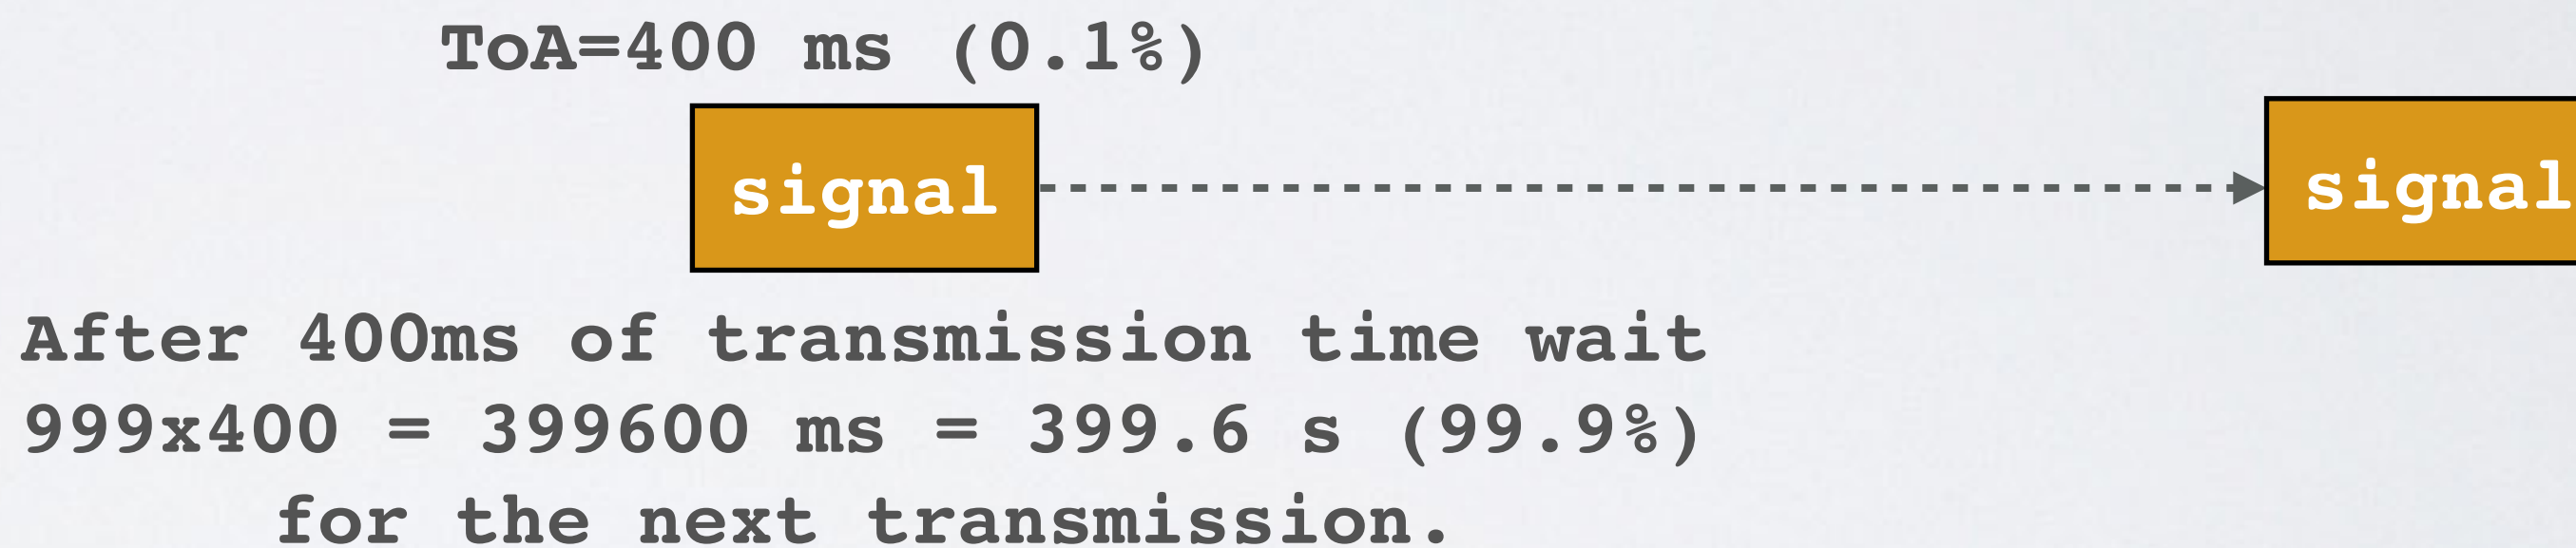 ToA=400 ms (0.1%)
signal
signal
After 400ms of transmission time wait
999x400 = 399600 ms = 399.6 s (99.9%)
for the next transmission.